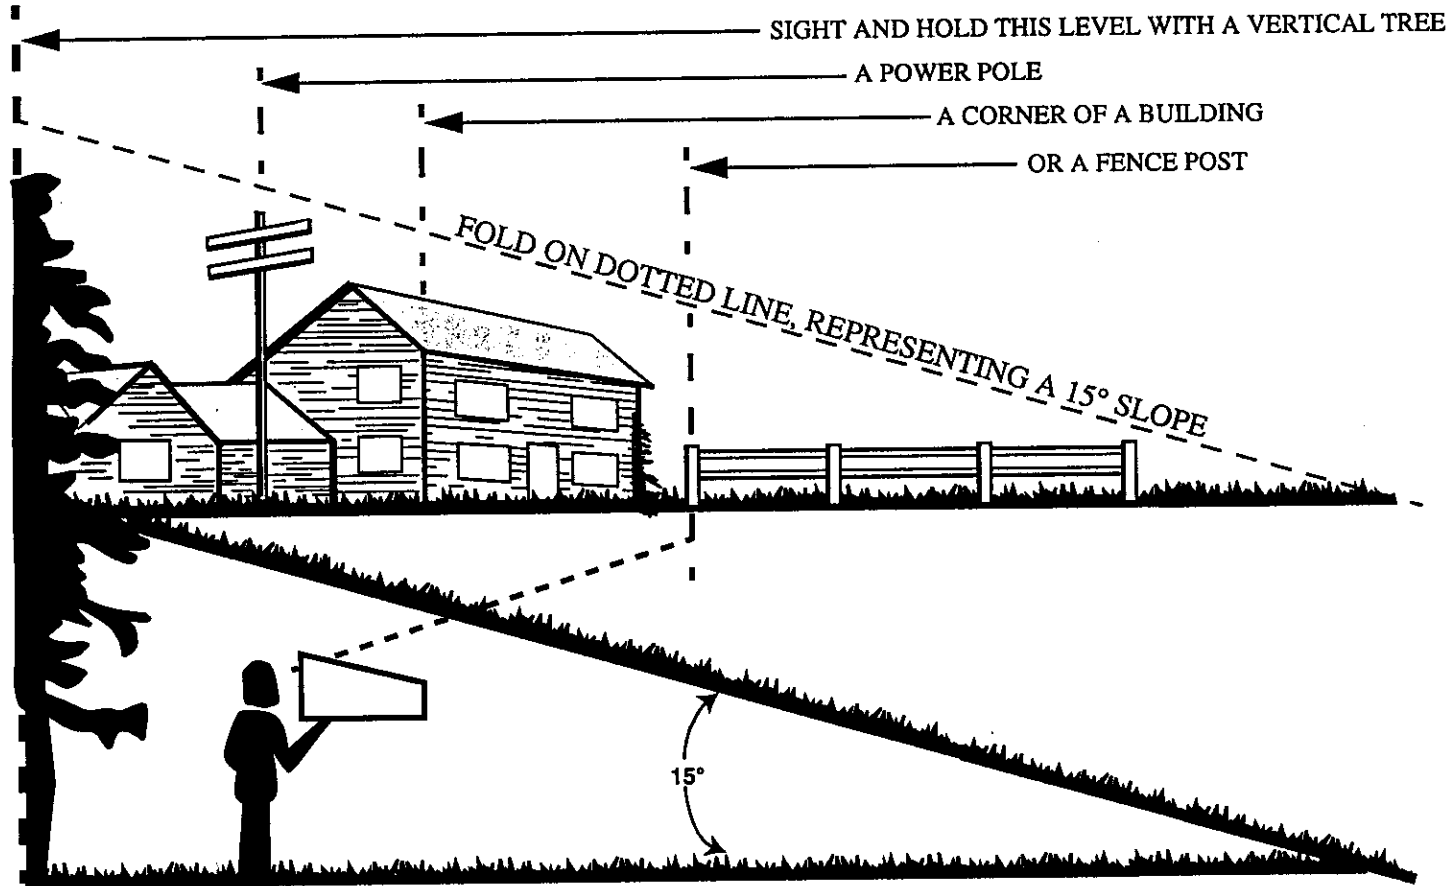 SIGHT AND HOLD THIS LEVEL WITH A VERTICAL TREE
A POWER POLE
A CORNER OF A BUILDING
OR A FENCE POST
FOLD ON DOTTED LINE, REPRESENTING A 15° SLOPE
15°